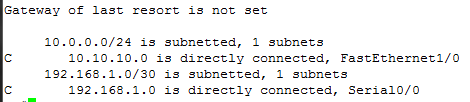 Gateway of last resort is not set
10.0.0.0/24 is subnetted, 1 subnets
C 10.10.10.0 is directly connected, FastEthernet1/0
192.168.1.0/30 is subnetted, 1 subnets
C 192.168.1.0 is directly connected, Serial0/0